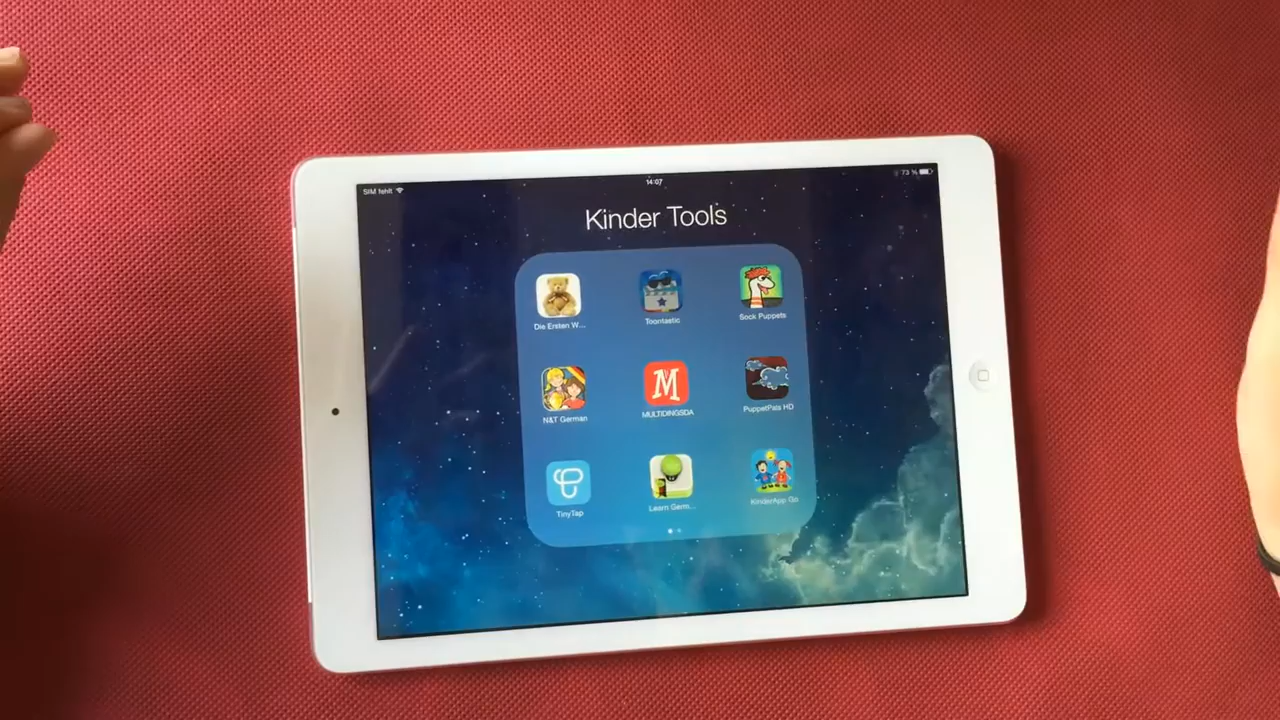 SIM fehlt
14:07
73 %
Kinder Tools
Die Ersten W...
Toontastic
Sock Puppets
N&T German
M
MULTIDINGSDA
PuppetPals HD
TinyTap
Learn Germ...
KinderApp Go